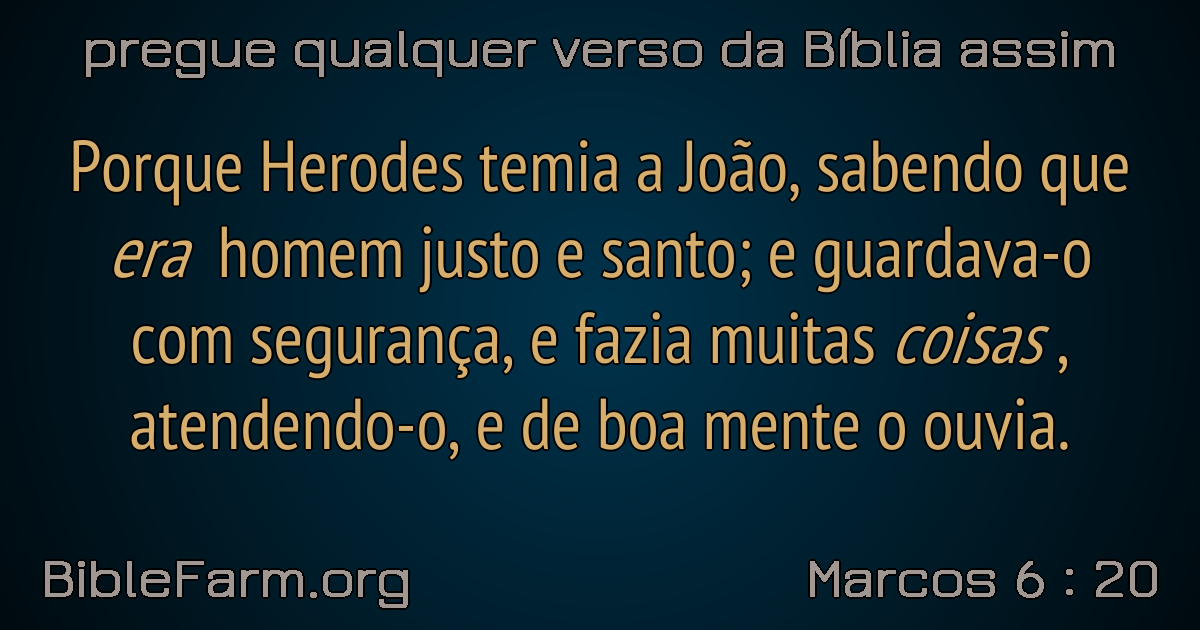 pregue qualquer verso da Bíblia assim
Porque Herodes temia a João, sabendo que
era homem justo e santo; e guardava-o
com segurança, e fazia muitas coisas ,
atendendo-o, e de boa mente o ouvia.
BibleFarm.org
Marcos 6 : 20